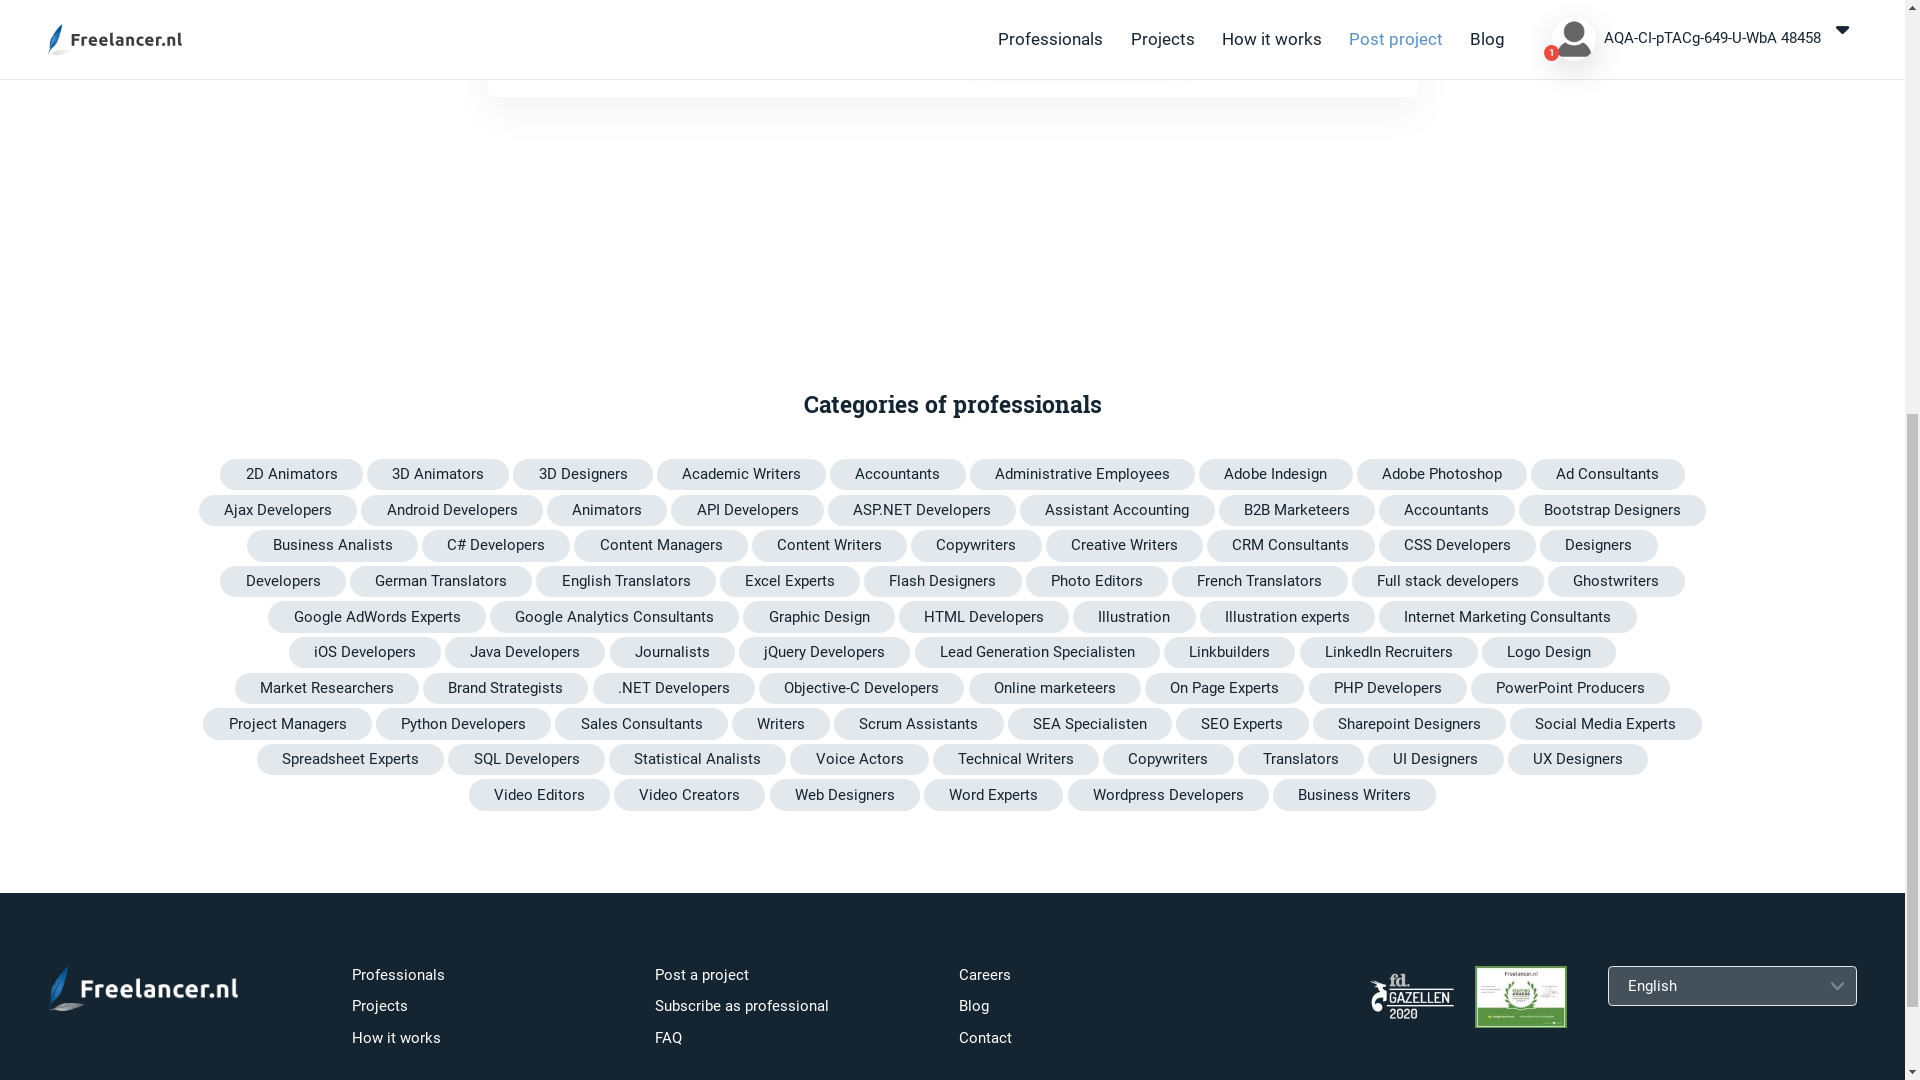 Freelancer.nl Professionals Projects How it works Post project Blog 1 AQA-CI-pTACg-649-U-WbA 48458
Categories of professionals
2D Animators 3D Animators 3D Designers Academic Writers Accountants Administrative Employees Adobe Indesign Adobe Photoshop Ad Consultants
Ajax Developers Android Developers Animators API Developers ASP.NET Developers Assistant Accounting B2B Marketeers Accountants Bootstrap Designers
Business Analists C# Developers Content Managers Content Writers Copywriters Creative Writers CRM Consultants CSS Developers Designers
Developers German Translators English Translators Excel Experts Flash Designers Photo Editors French Translators Full stack developers Ghostwriters
Google AdWords Experts Google Analytics Consultants Graphic Design HTML Developers Illustration Illustration experts Internet Marketing Consultants
iOS Developers Java Developers Journalists jQuery Developers Lead Generation Specialisten Linkbuilders LinkedIn Recruiters Logo Design
Market Researchers Brand Strategists .NET Developers Objective-C Developers Online marketeers On Page Experts PHP Developers PowerPoint Producers
Project Managers Python Developers Sales Consultants Writers Scrum Assistants SEA Specialisten SEO Experts Sharepoint Designers Social Media Experts
Spreadsheet Experts SQL Developers Statistical Analists Voice Actors Technical Writers Copywriters Translators UI Designers UX Designers
Video Editors Video Creators Web Designers Word Experts Wordpress Developers Business Writers
Freelancer.nl
Professionals
Projects
How it works
Post a project
Subscribe as professional
FAQ
Careers
Blog
Contact
fd.
GAZELLEN
2020
Freelancer.nl
English